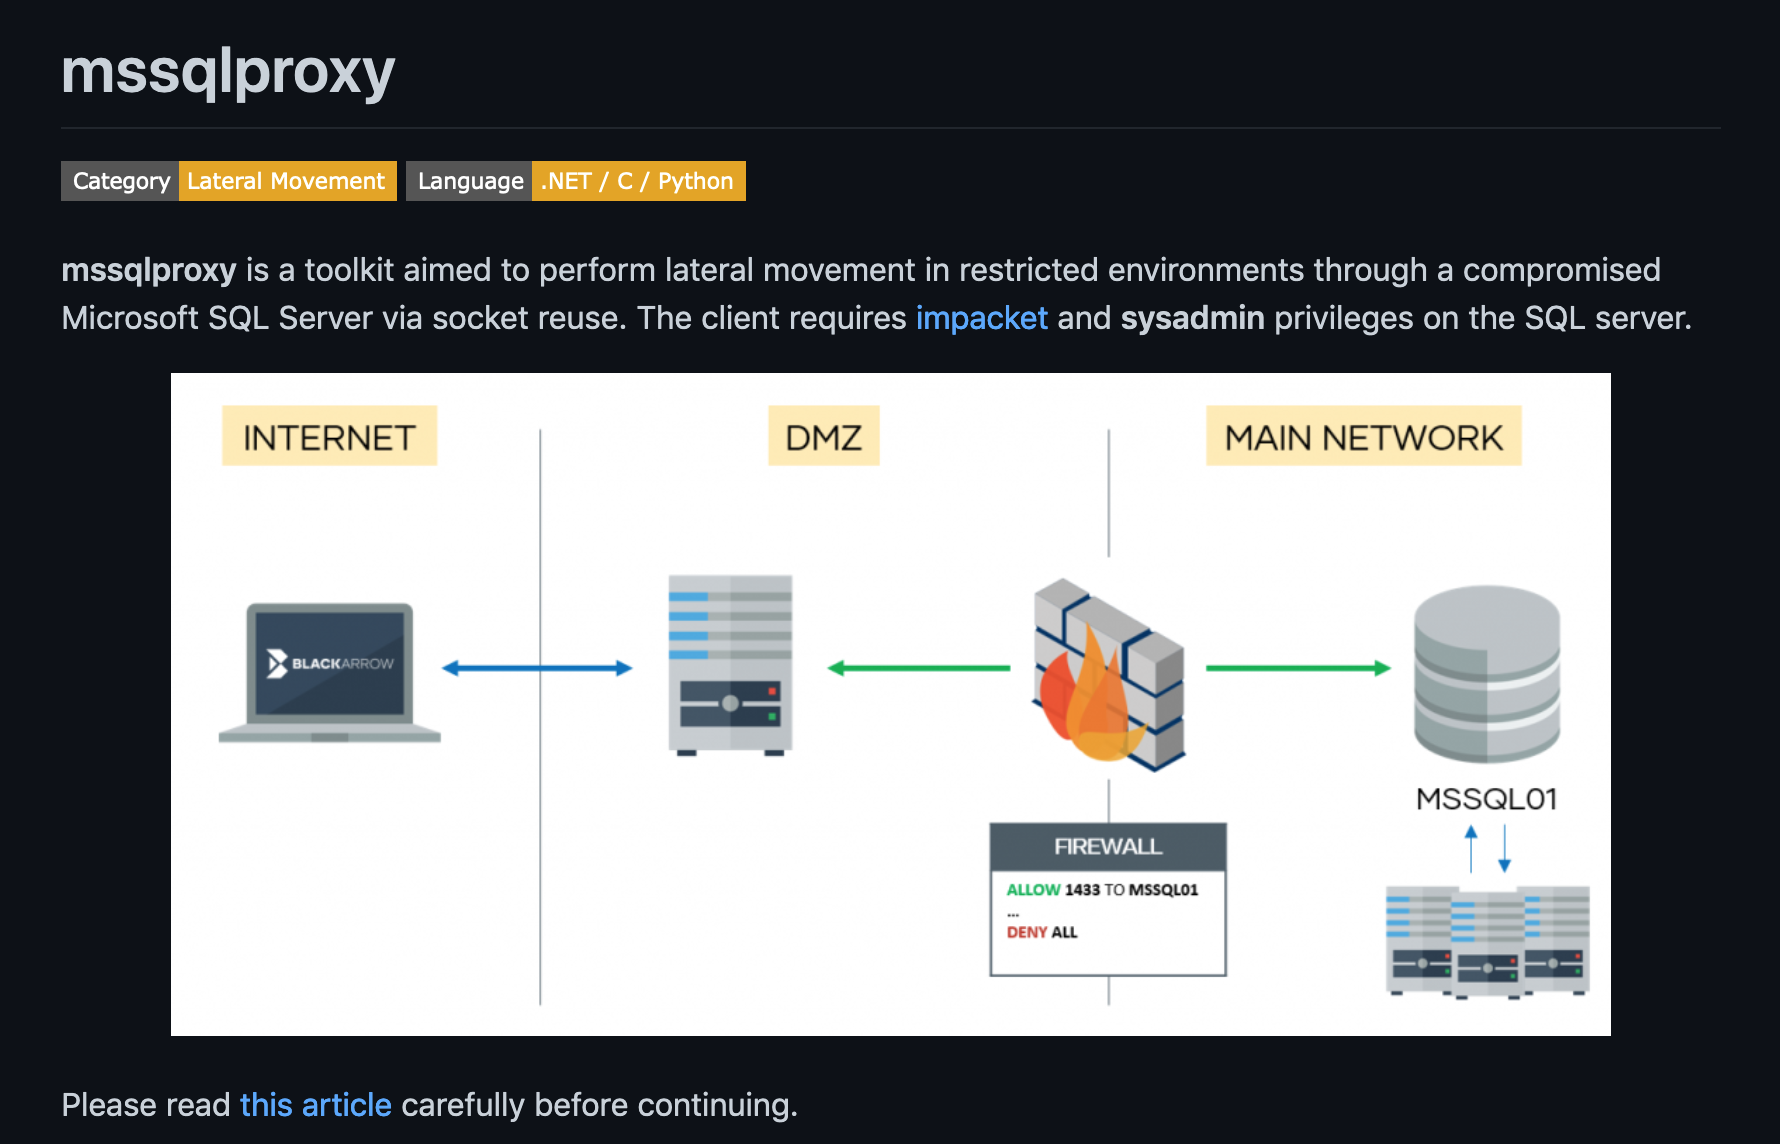 mssqlproxy
Category Lateral Movement Language .NET / C / Python
mssqlproxy is a toolkit aimed to perform lateral movement in restricted environments through a compromised
Microsoft SQL Server via socket reuse. The client requires impacket and sysadmin privileges on the SQL server.
INTERNET
DMZ
MAIN NETWORK
BLACKARROW
MSSQL01
FIREWALL
ALLOW 1433 TO MSSQL01
...
DENY ALL
Please read this article carefully before continuing.